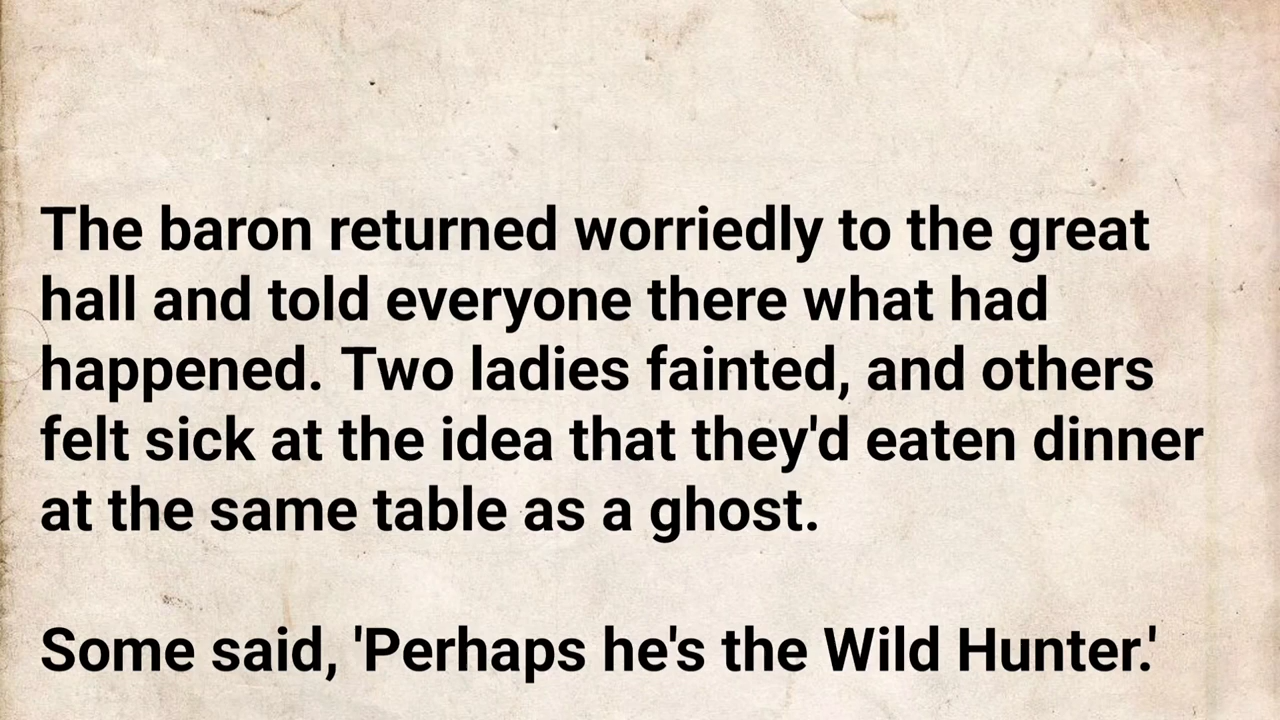 The baron returned worriedly to the great
hall and told everyone there what had
happened. Two ladies fainted, and others
felt sick at the idea that they'd eaten dinner
at the same table as a ghost.
Some said, 'Perhaps he's the Wild Hunter.'